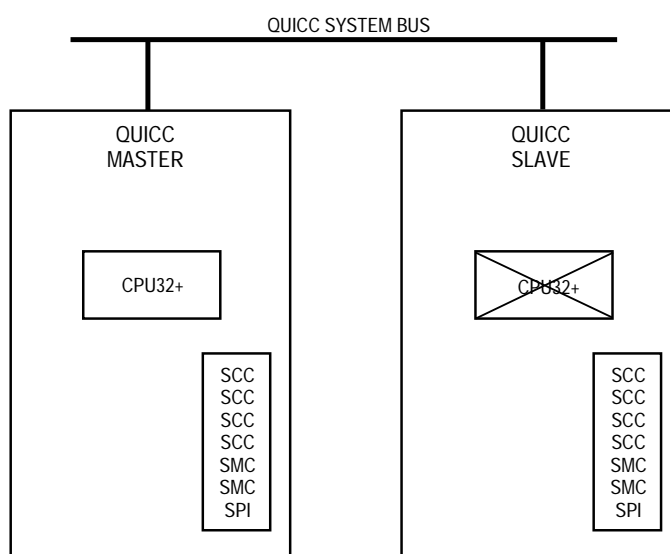 QUICC SYSTEM BUS
QUICC
MASTER
CPU32+
SCC
SCC
SCC
SCC
SMC
SMC
SPI
QUICC
SLAVE
CPU32+
SCC
SCC
SCC
SCC
SMC
SMC
SPI